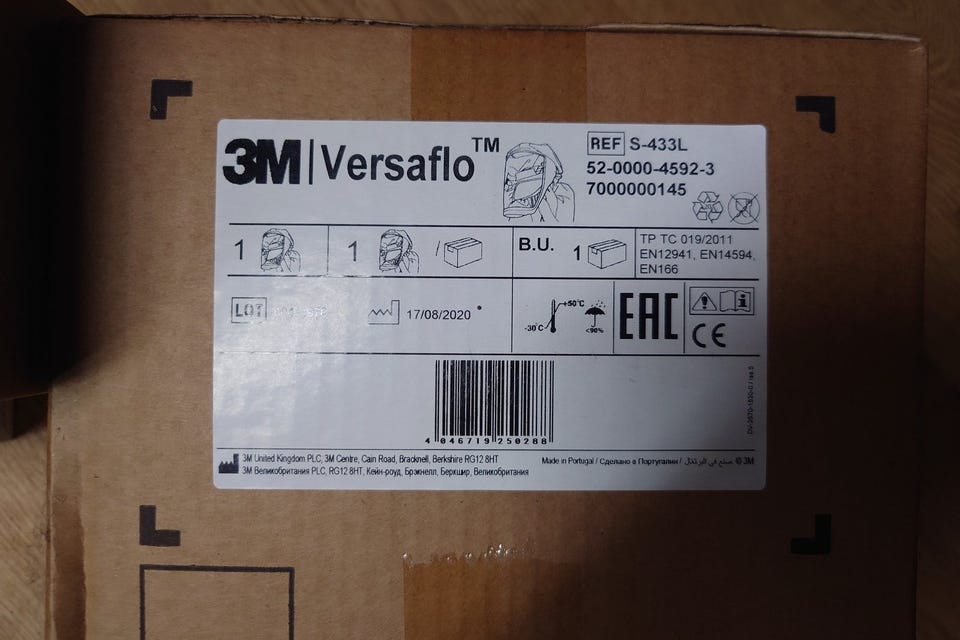 3M | Versaflo™
REF S-433L
52-0000-4592-3
7000000145
1
1 /
B.U. 1
TP TC 019/2011
EN12941, EN14594,
EN166
LOT
17/08/2020
+50°C
-30°C
<90%
EAC
i
CE
4 046719 250288
3M United Kingdom PLC, 3M Centre, Cain Road, Bracknell, Berkshire RG12 8HT
3M Великобритания PLC, RG12 8HT, Кейн-роуд, Брэкнелл, Беркшир, Великобритания
Made in Portugal / Сделано в Португалии / صنع في البرتغال © 3M